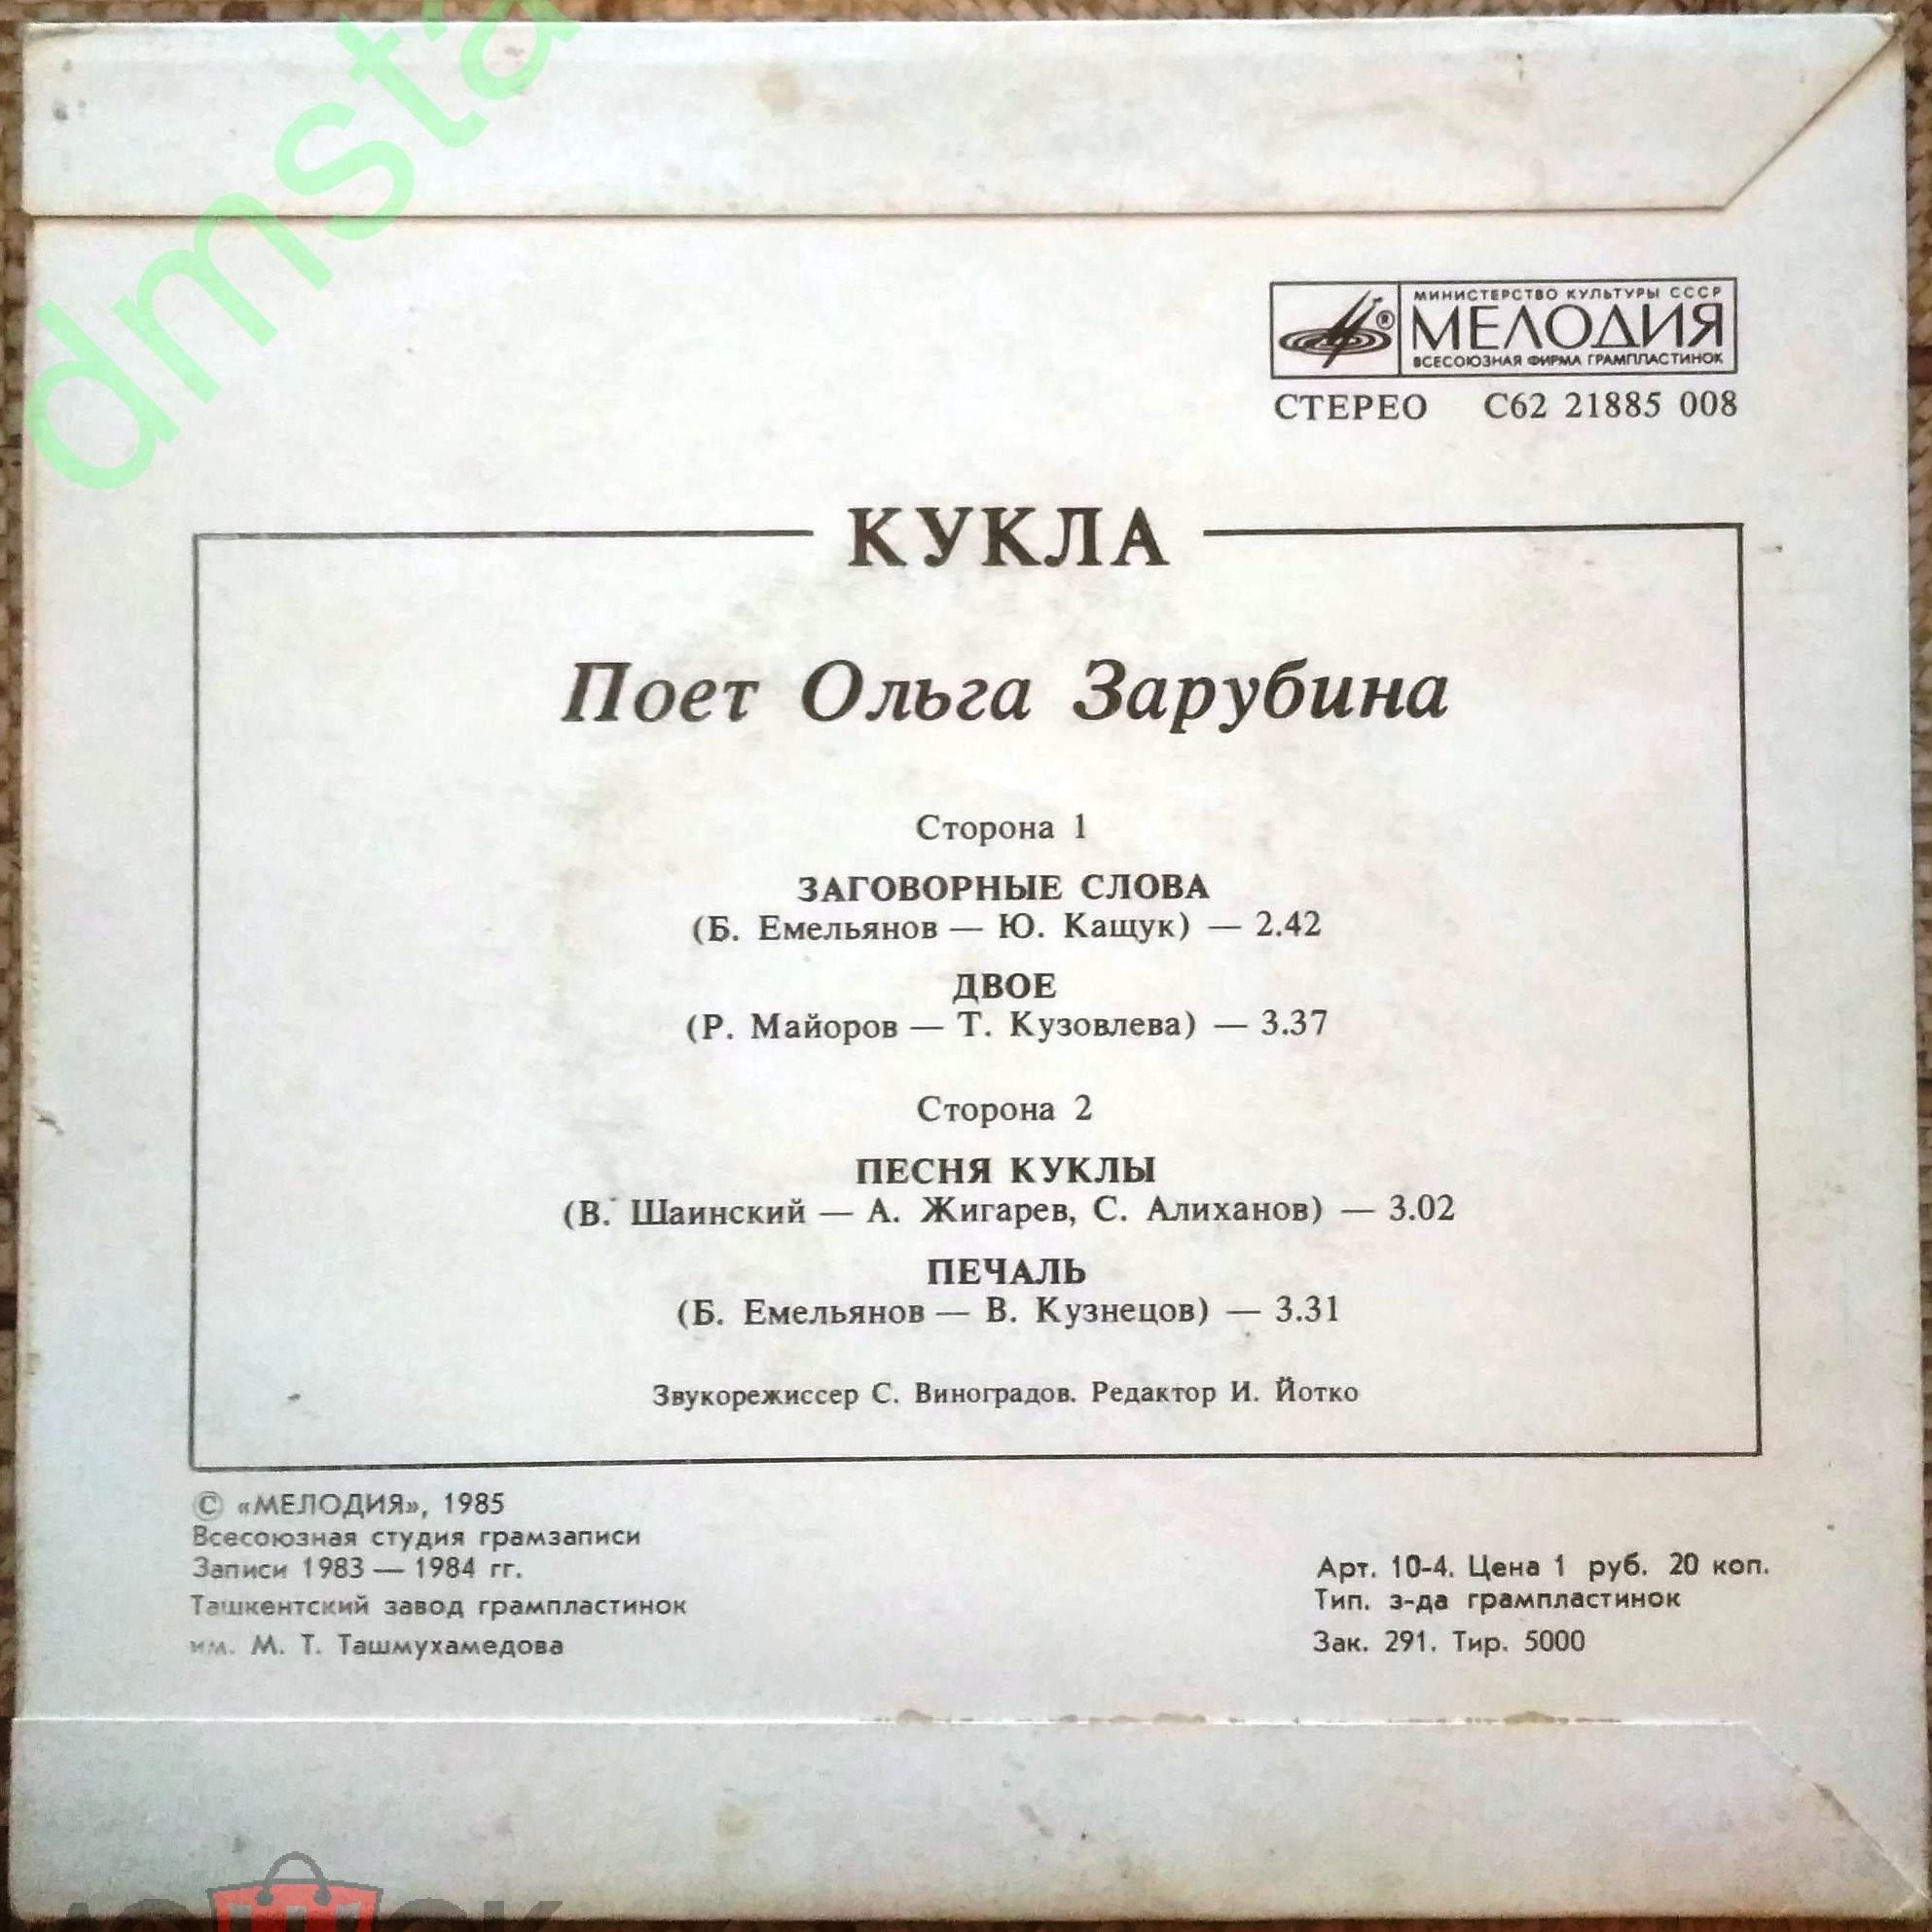 dmsta
МИНИСТЕРСТВО КУЛЬТУРЫ СССР
МЕЛОДИЯ
ВСЕСОЮЗНАЯ ФИРМА ГРАМПЛАСТИНОК
СТЕРЕО С62 21885 008
КУКЛА
Поет Ольга Зарубина
Сторона 1
ЗАГОВОРНЫЕ СЛОВА
(Б. Емельянов — Ю. Кащук) — 2.42
ДВОЕ
(Р. Майоров — Т. Кузовлева) — 3.37
Сторона 2
ПЕСНЯ КУКЛЫ
(В. Шаинский — А. Жигарев, С. Алиханов) — 3.02
ПЕЧАЛЬ
(Б. Емельянов — В. Кузнецов) — 3.31
Звукорежиссер С. Виноградов. Редактор И. Йотко
© «МЕЛОДИЯ», 1985
Всесоюзная студия грамзаписи
Записи 1983 — 1984 гг.
Ташкентский завод грампластинок
им. М. Т. Ташмухамедова
Арт. 10-4. Цена 1 руб. 20 коп.
Тип. з-да грампластинок
Зак. 291. Тир. 5000